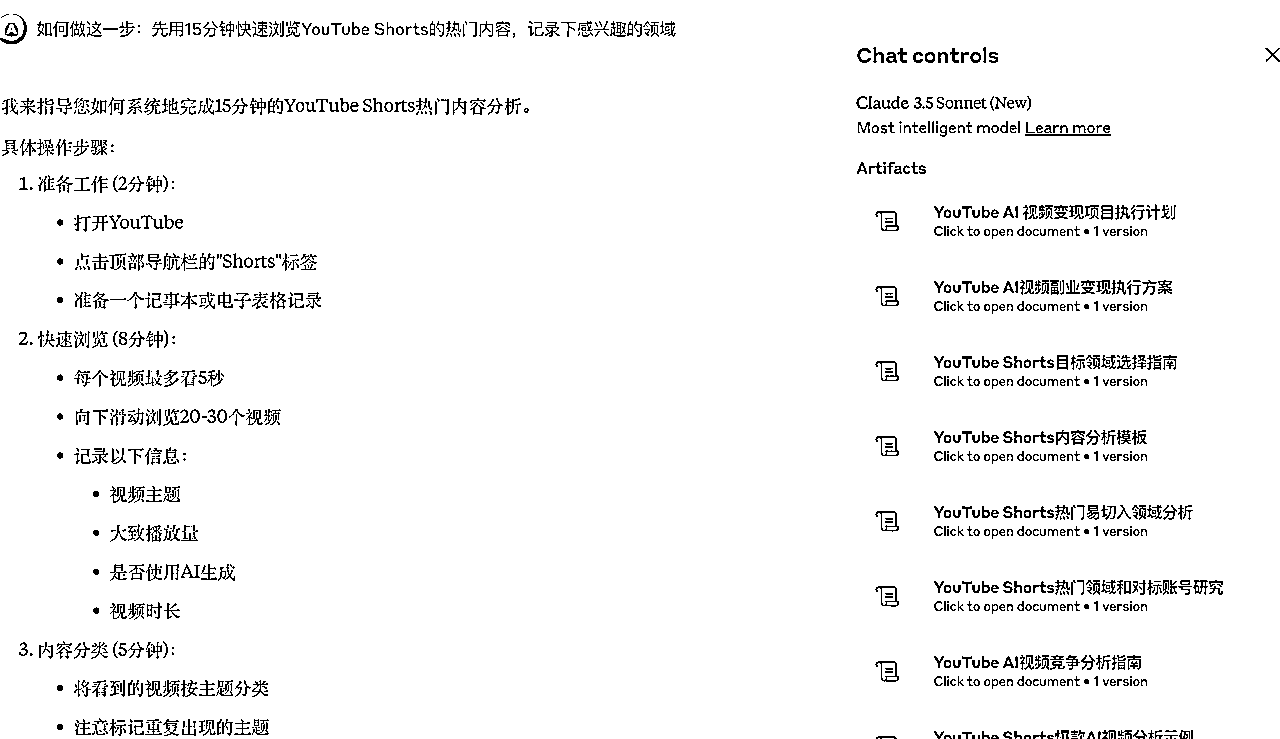 如何做这一步：先用15分钟快速浏览YouTube Shorts的热门内容，记录下感兴趣的领域
我来指导您如何系统地完成15分钟的YouTube Shorts热门内容分析。
具体操作步骤：
1. 准备工作 (2分钟)：
• 打开YouTube
• 点击顶部导航栏的"Shorts"标签
• 准备一个记事本或电子表格记录
2. 快速浏览 (8分钟)：
• 每个视频最多看5秒
• 向下滑动浏览20-30个视频
• 记录以下信息：
• 视频主题
• 大致播放量
• 是否使用AI生成
• 视频时长
3. 内容分类 (5分钟)：
• 将看到的视频按主题分类
• 注意标记重复出现的主题
Chat controls
Claude 3.5 Sonnet (New)
Most intelligent model Learn more
Artifacts
YouTube AI 视频变现项目执行计划
Click to open document • 1 version
YouTube AI视频副业变现执行方案
Click to open document • 1 version
YouTube Shorts目标领域选择指南
Click to open document • 1 version
YouTube Shorts内容分析模板
Click to open document • 1 version
YouTube Shorts热门易切入领域分析
Click to open document • 1 version
YouTube Shorts热门领域和对标账号研究
Click to open document • 1 version
YouTube AI视频竞争分析指南
Click to open document • 1 version
YouTube Shorts爆款AI视频分析示例